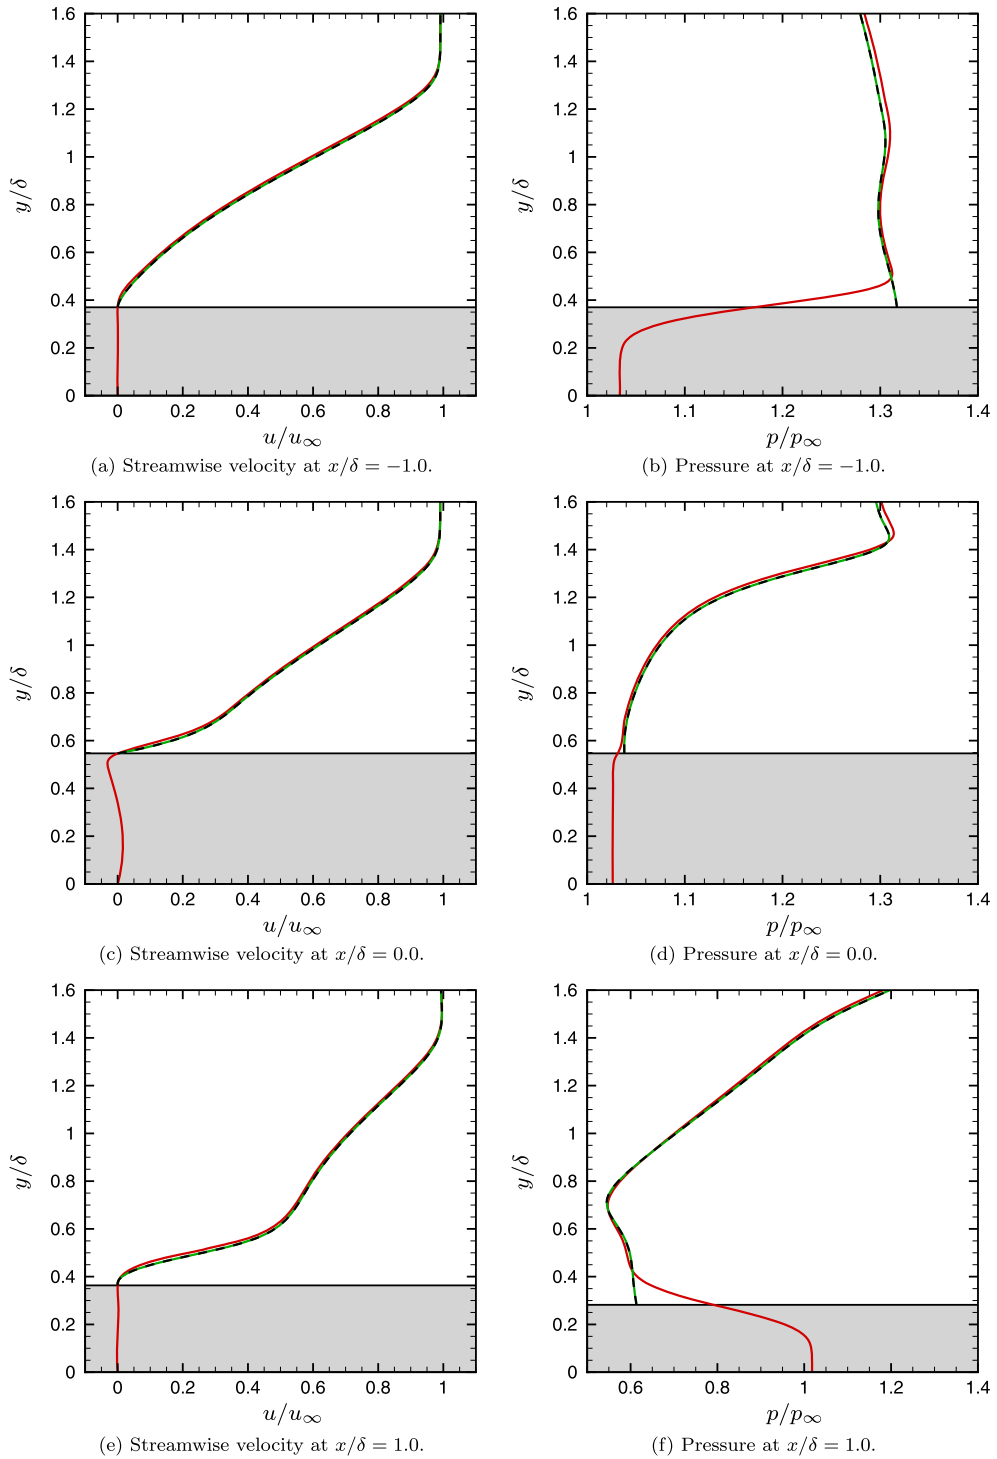 1.6
1.4
1.2
1
0.8
0.6
0.4
0.2
0
y/δ
0 0.2 0.4 0.6 0.8 1
u/u∞
(a) Streamwise velocity at x/δ = −1.0.
1.6
1.4
1.2
1
0.8
0.6
0.4
0.2
0
y/δ
1 1.1 1.2 1.3 1.4
p/p∞
(b) Pressure at x/δ = −1.0.
1.6
1.4
1.2
1
0.8
0.6
0.4
0.2
0
y/δ
0 0.2 0.4 0.6 0.8 1
u/u∞
(c) Streamwise velocity at x/δ = 0.0.
1.6
1.4
1.2
1
0.8
0.6
0.4
0.2
0
y/δ
1 1.1 1.2 1.3 1.4
p/p∞
(d) Pressure at x/δ = 0.0.
1.6
1.4
1.2
1
0.8
0.6
0.4
0.2
0
y/δ
0 0.2 0.4 0.6 0.8 1
u/u∞
(e) Streamwise velocity at x/δ = 1.0.
1.6
1.4
1.2
1
0.8
0.6
0.4
0.2
0
y/δ
0.6 0.8 1 1.2 1.4
p/p∞
(f) Pressure at x/δ = 1.0.